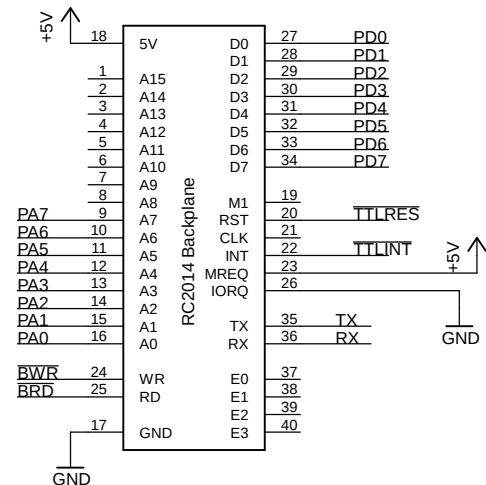 +5V
18 5V D0 27 PD0
D1 28 PD1
1 A15 D2 29 PD2
2 A14 D3 30 PD3
3 A13 D4 31 PD4
4 A12 D5 32 PD5
5 A11 D6 33 PD6
6 A10 D7 34 PD7
7 A9
8 A8 M1 19
PA7 9 A7 RST 20 TTLRES
PA6 10 A6 CLK 21
PA5 11 A5 INT 22 TTLINT
PA4 12 A4 MREQ 23 +5V
PA3 13 A3 IORQ 26
PA2 14 A2
PA1 15 A1 TX 35 TX
PA0 16 A0 RX 36 RX
GND
BWR 24 WR E0 37
BRD 25 RD E1 38
E2 39
17 GND E3 40
GND
RC2014 Backplane